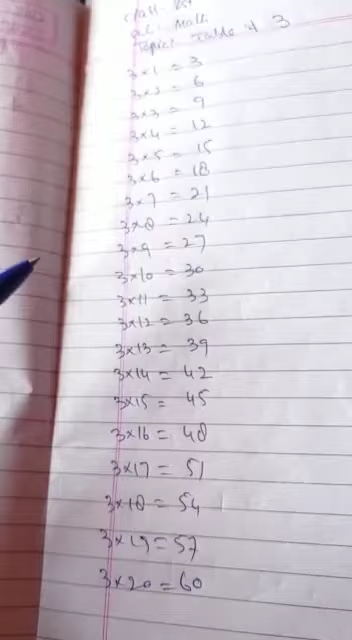 Math
Topic: Table of 3
3×1 = 3
3×2 = 6
3×3 = 9
3×4 = 12
3×5 = 15
3×6 = 18
3×7 = 21
3×8 = 24
3×9 = 27
3×10 = 30
3×11 = 33
3×12 = 36
3×13 = 39
3×14 = 42
3×15 = 45
3×16 = 48
3×17 = 51
3×18 = 54
3×19 = 57
3×20 = 60